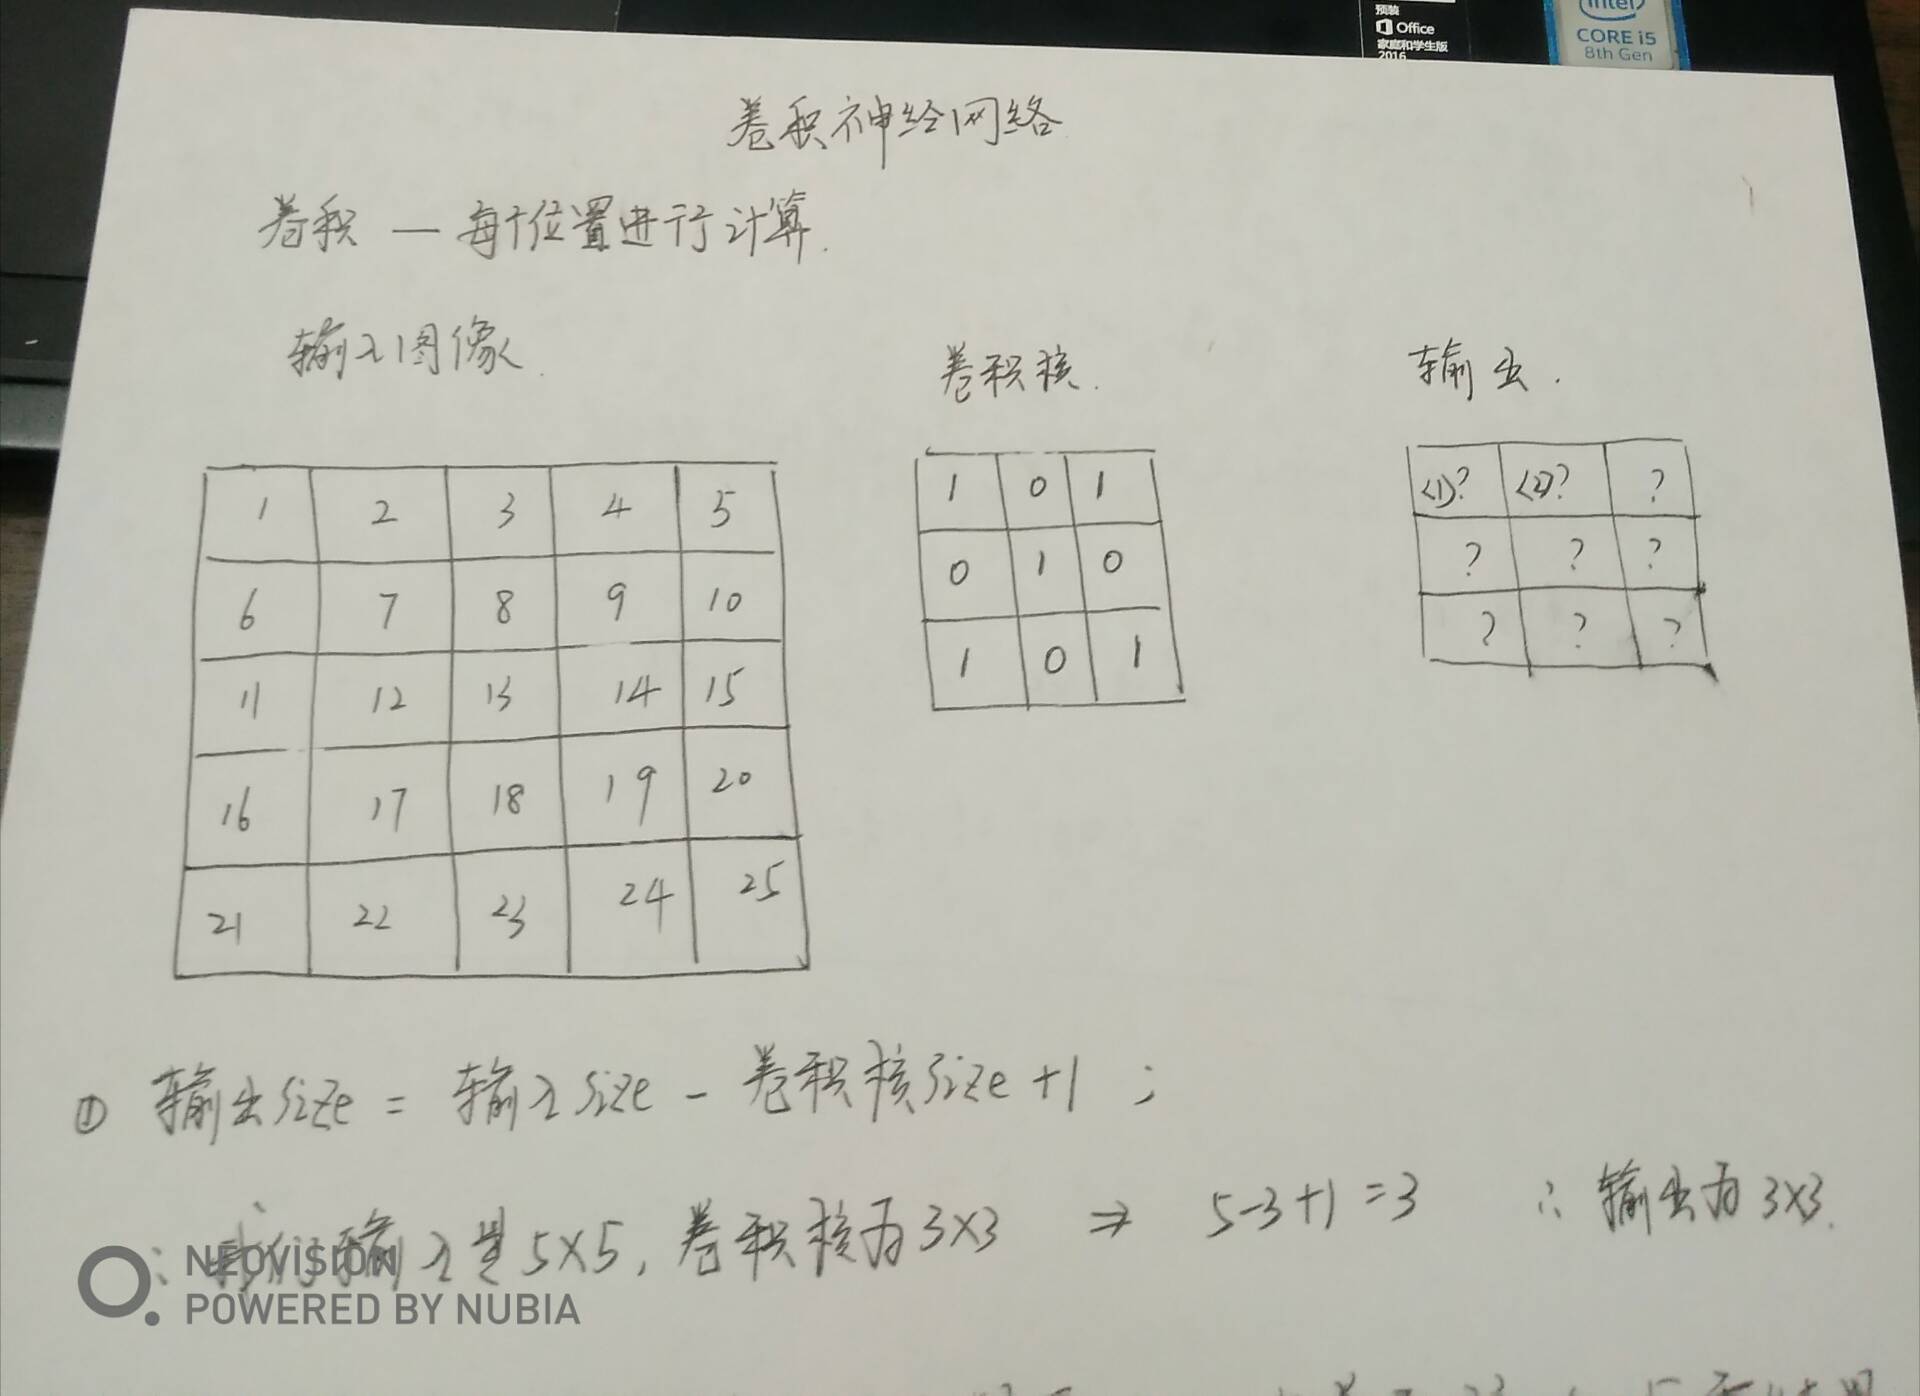 预装
Office
家庭和学生版
2016
intel
CORE i5
8th Gen
卷积神经网络
卷积 — 每个位置进行计算.
输入图像.
卷积核.
输出.
1 2 3 4 5
6 7 8 9 10
11 12 13 14 15
16 17 18 19 20
21 22 23 24 25
1 0 1
0 1 0
1 0 1
<1>? <2>? ?
? ? ?
? ? ?
① 输出size = 输入size - 卷积核size + 1 ;
∵ 我们输入是5×5, 卷积核为3×3 ⇒ 5-3+1=3 ∴ 输出为3×3.
NEOVISION
POWERED BY NUBIA